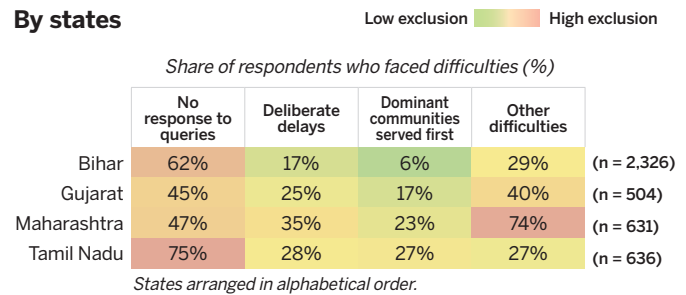 By states
Low exclusion High exclusion
Share of respondents who faced difficulties (%)
No response to queries Deliberate delays Dominant communities served first Other difficulties
Bihar 62% 17% 6% 29% (n = 2,326)
Gujarat 45% 25% 17% 40% (n = 504)
Maharashtra 47% 35% 23% 74% (n = 631)
Tamil Nadu 75% 28% 27% 27% (n = 636)
States arranged in alphabetical order.